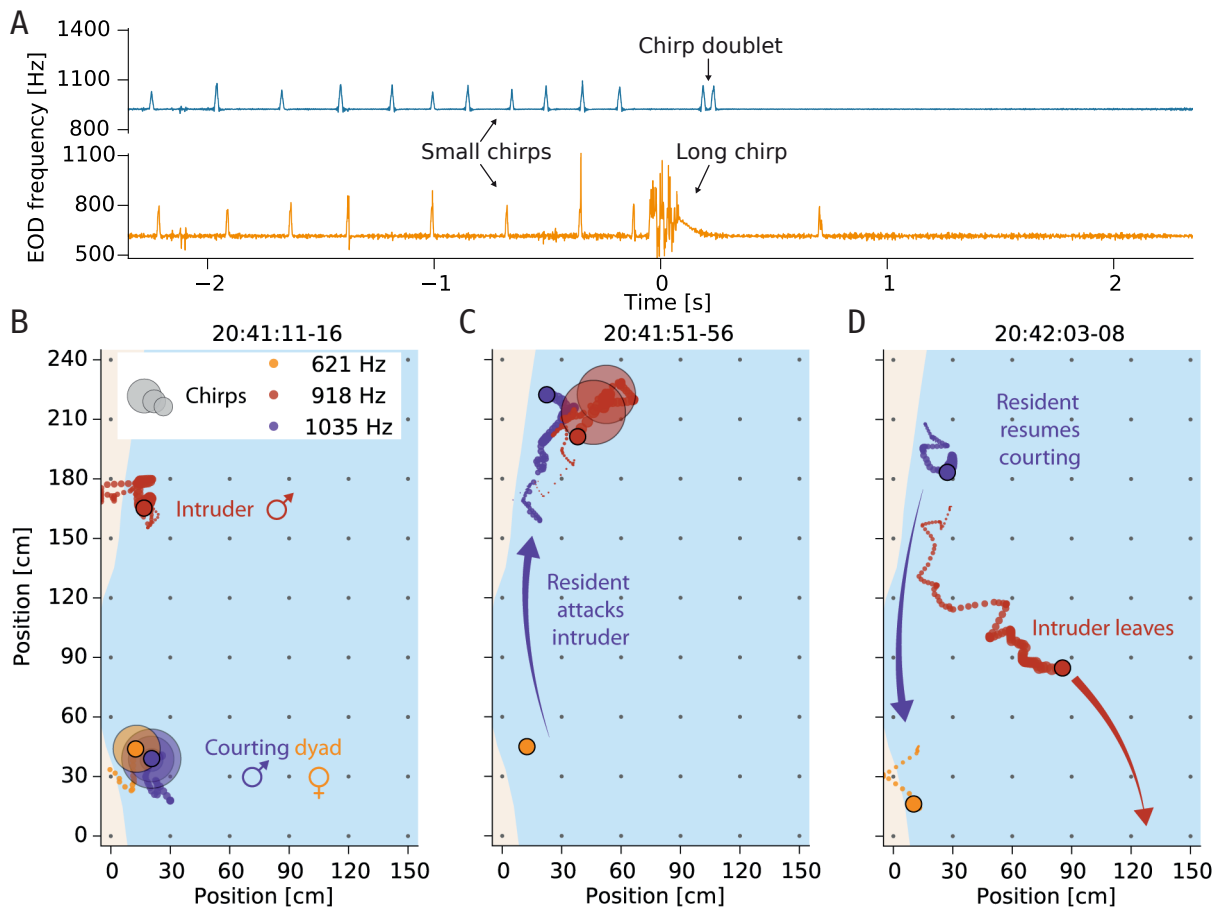 A
EOD frequency [Hz]
1400
1100
800
Chirp doublet
Small chirps
Long chirp
1100
800
500
−2
−1
0
1
2
Time [s]
B
20:41:11-16
C
20:41:51-56
D
20:42:03-08
Position [cm]
240
210
180
150
120
90
60
30
0
Chirps
621 Hz
918 Hz
1035 Hz
Intruder ♂
Courting dyad
♂ ♀
0
30
60
90
120
150
Position [cm]
Resident
attacks
intruder
0
30
60
90
120
150
Position [cm]
Resident
resumes
courting
Intruder leaves
0
30
60
90
120
150
Position [cm]